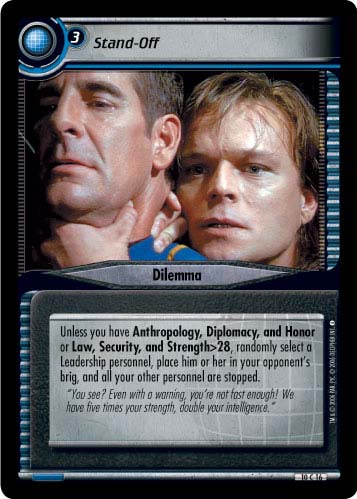 3 Stand-Off
Dilemma
Unless you have Anthropology, Diplomacy, and Honor
or Law, Security, and Strength>28, randomly select a
Leadership personnel, place him or her in your opponent's
brig, and all your other personnel are stopped.
"You see? Even with a warning, you're not fast enough! We
have five times your strength, double your intelligence."
10 C 16